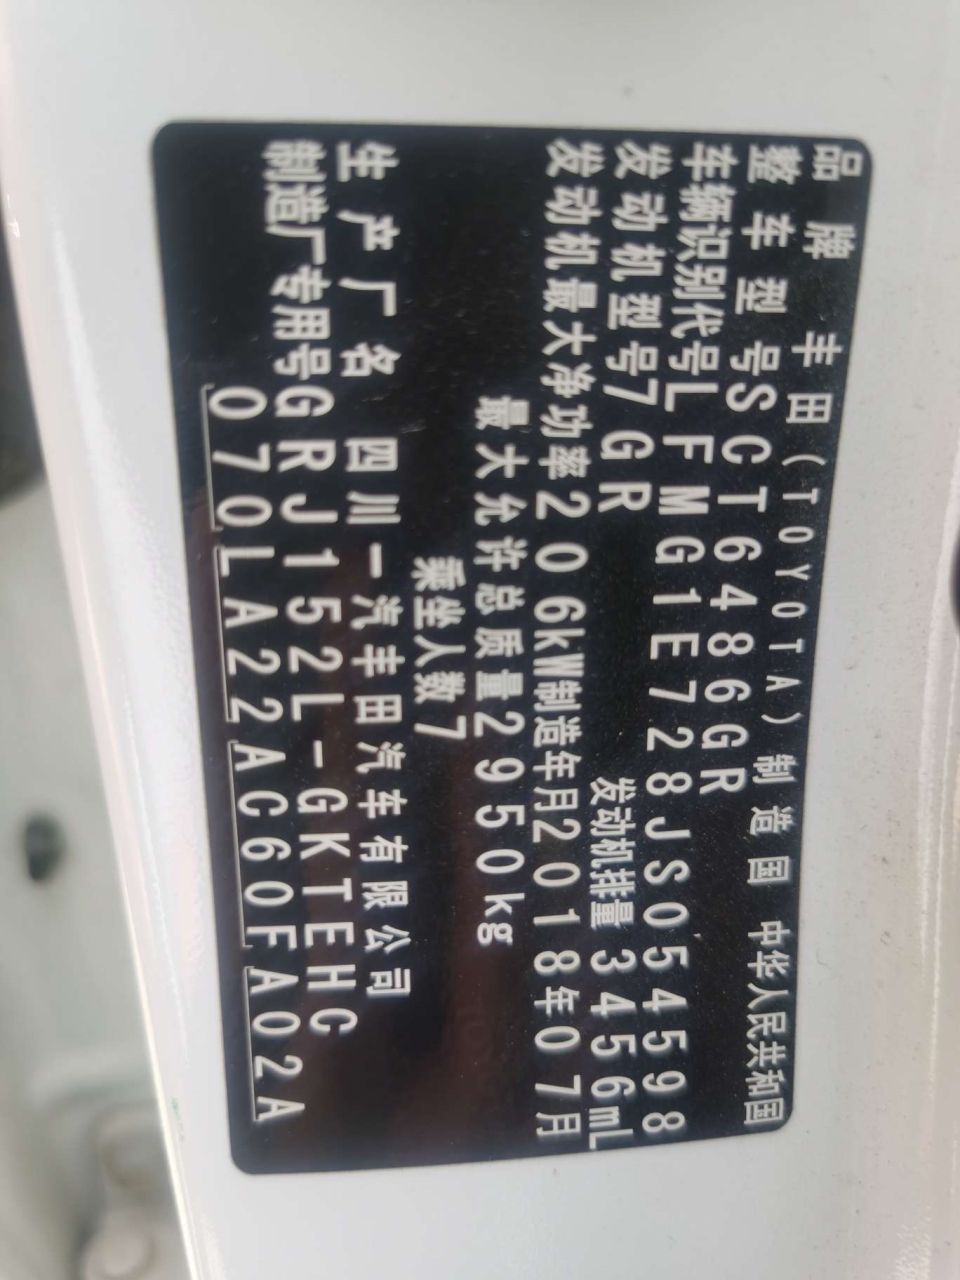 品牌 丰田(TOYOTA) 制造国 中华人民共和国
整车型号SCT6486GR
车辆识别代号LFMG1E728JS054598
发动机型号7GR 发动机排量3456mL
发动机最大净功率206kW制造年月2018年07月
最大允许总质量2950kg
乘坐人数7
生产厂名 四川一汽丰田汽车有限公司
制造厂专用号GRJ152L-GKTEHC
070LA22AC60FA02A